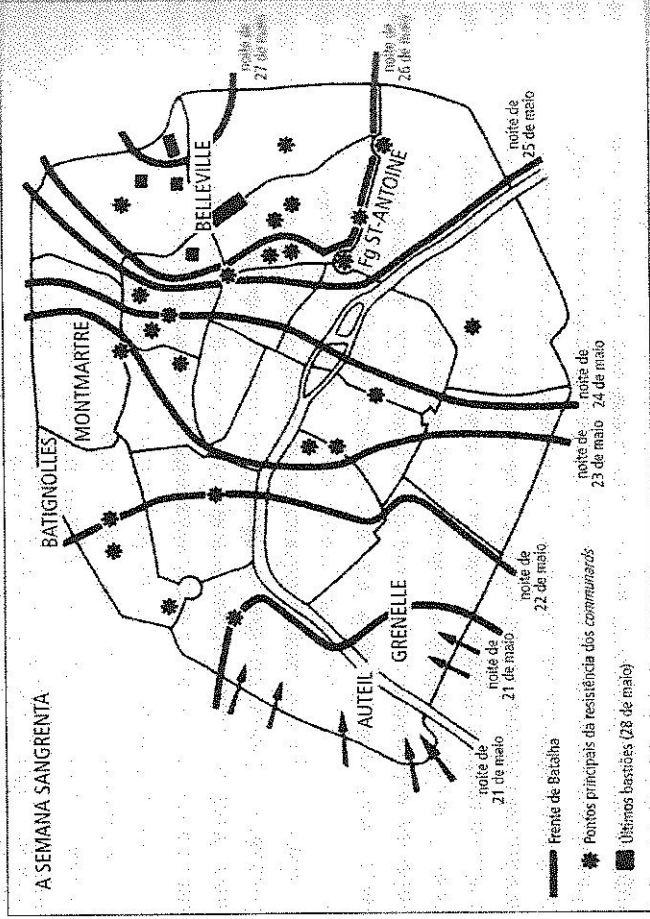 A SEMANA SANGRENTA
BATIGNOLLES
MONTMARTRE
BELLEVILLE
noite de
27 de maio
noite de
26 de maio
Fg ST-ANTOINE
noite de
25 de maio
AUTEIL
GRENELLE
noite de
24 de maio
noite de
23 de maio
noite de
22 de maio
noite de
21 de maio
noite de
21 de maio
Frente de Batalha
Pontos principais da resistência dos communards
Últimos bastiões (28 de maio)